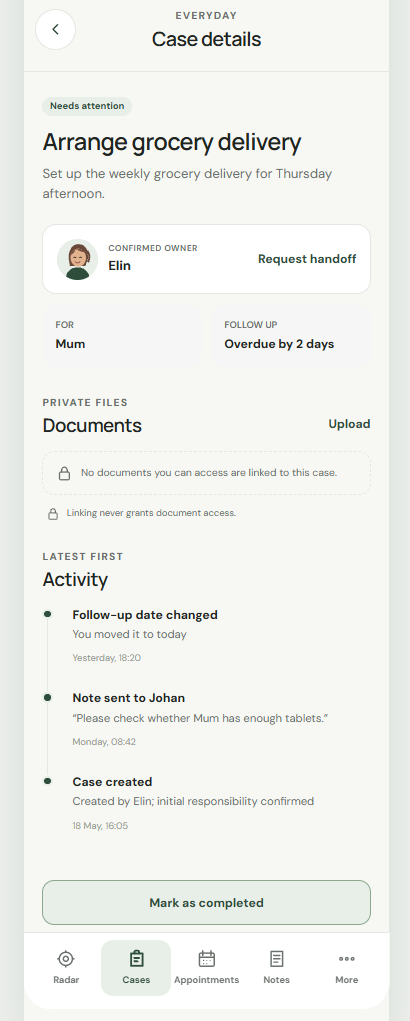 EVERYDAY
Case details
Needs attention
Arrange grocery delivery
Set up the weekly grocery delivery for Thursday
afternoon.
CONFIRMED OWNER
Elin
Request handoff
FOR
Mum
FOLLOW UP
Overdue by 2 days
PRIVATE FILES
Documents
Upload
No documents you can access are linked to this case.
Linking never grants document access.
LATEST FIRST
Activity
Follow-up date changed
You moved it to today
Yesterday, 18:20
Note sent to Johan
“Please check whether Mum has enough tablets.”
Monday, 08:42
Case created
Created by Elin; initial responsibility confirmed
18 May, 16:05
Mark as completed
Radar
Cases
Appointments
Notes
More